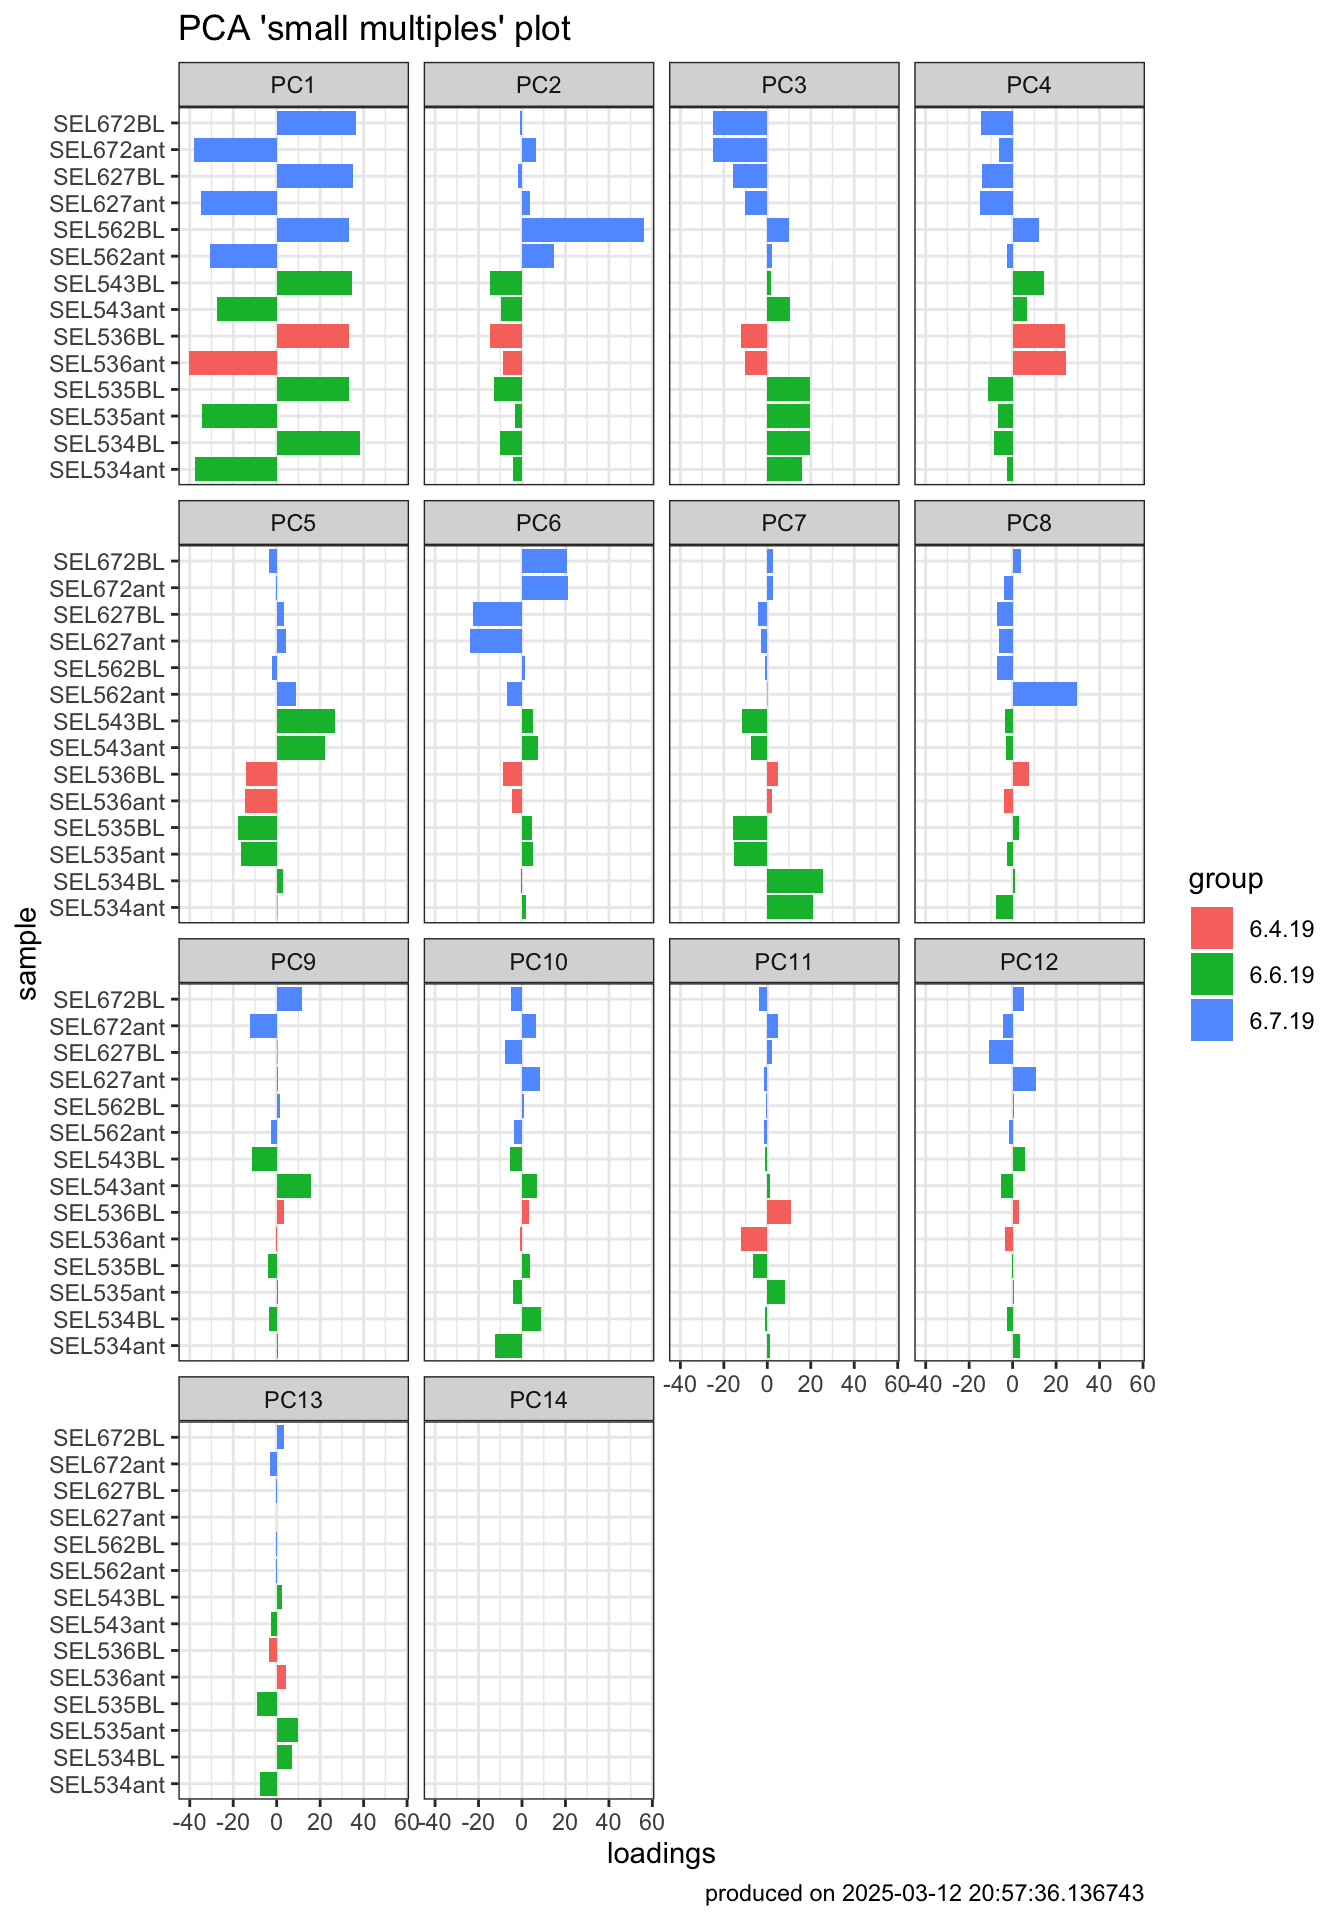 PCA 'small multiples' plot
PC1 PC2 PC3 PC4
SEL672BL
SEL672ant
SEL627BL
SEL627ant
SEL562BL
SEL562ant
SEL543BL
SEL543ant
SEL536BL
SEL536ant
SEL535BL
SEL535ant
SEL534BL
SEL534ant
PC5 PC6 PC7 PC8
SEL672BL
SEL672ant
SEL627BL
SEL627ant
SEL562BL
SEL562ant
SEL543BL
SEL543ant
SEL536BL
SEL536ant
SEL535BL
SEL535ant
SEL534BL
SEL534ant
PC9 PC10 PC11 PC12
SEL672BL
SEL672ant
SEL627BL
SEL627ant
SEL562BL
SEL562ant
SEL543BL
SEL543ant
SEL536BL
SEL536ant
SEL535BL
SEL535ant
SEL534BL
SEL534ant
-40 -20 0 20 40 60 -40 -20 0 20 40 60
PC13 PC14
SEL672BL
SEL672ant
SEL627BL
SEL627ant
SEL562BL
SEL562ant
SEL543BL
SEL543ant
SEL536BL
SEL536ant
SEL535BL
SEL535ant
SEL534BL
SEL534ant
-40 -20 0 20 40 60 -40 -20 0 20 40 60
loadings
sample
group
6.4.19
6.6.19
6.7.19
produced on 2025-03-12 20:57:36.136743